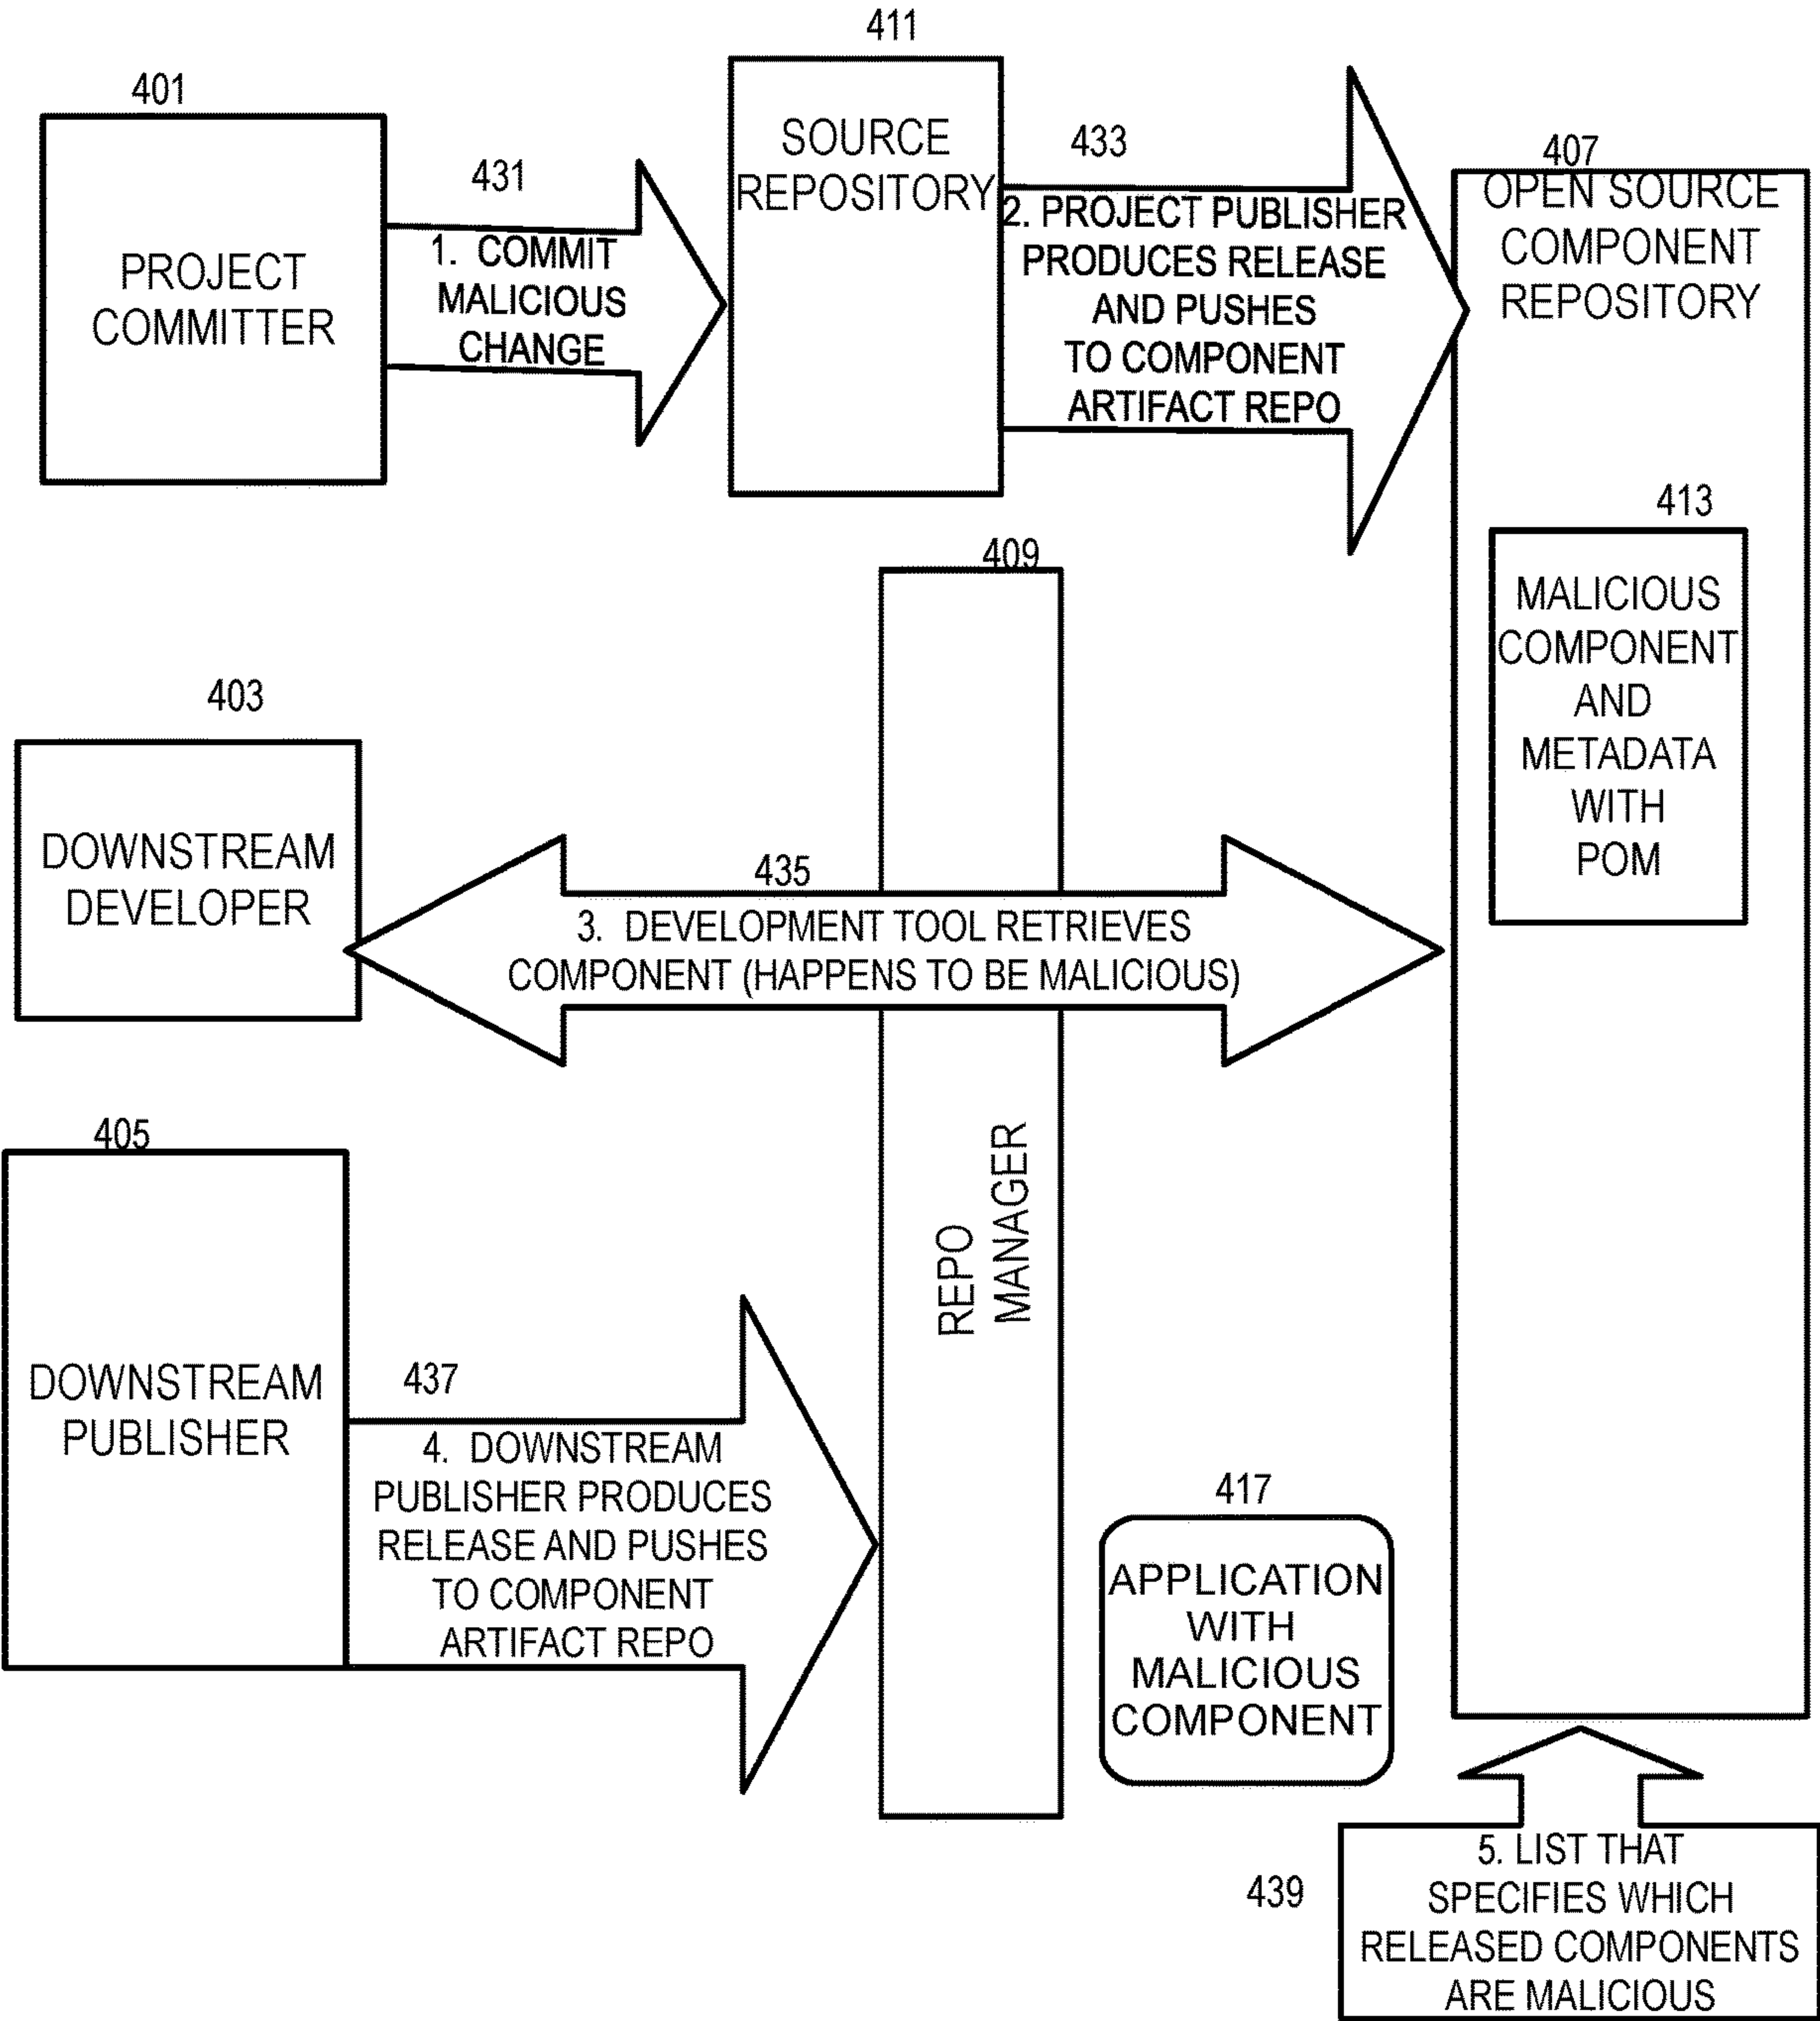 411
401
SOURCE
REPOSITORY
433
407
OPEN SOURCE
COMPONENT
REPOSITORY
431
PROJECT
COMMITTER
1. COMMIT
MALICIOUS
CHANGE
2. PROJECT PUBLISHER
PRODUCES RELEASE
AND PUSHES
TO COMPONENT
ARTIFACT REPO
413
MALICIOUS
COMPONENT
AND
METADATA
WITH
POM
409
403
DOWNSTREAM
DEVELOPER
435
3. DEVELOPMENT TOOL RETRIEVES
COMPONENT (HAPPENS TO BE MALICIOUS)
405
REPO
MANAGER
DOWNSTREAM
PUBLISHER
437
4. DOWNSTREAM
PUBLISHER PRODUCES
RELEASE AND PUSHES
TO COMPONENT
ARTIFACT REPO
417
APPLICATION
WITH
MALICIOUS
COMPONENT
439
5. LIST THAT
SPECIFIES WHICH
RELEASED COMPONENTS
ARE MALICIOUS